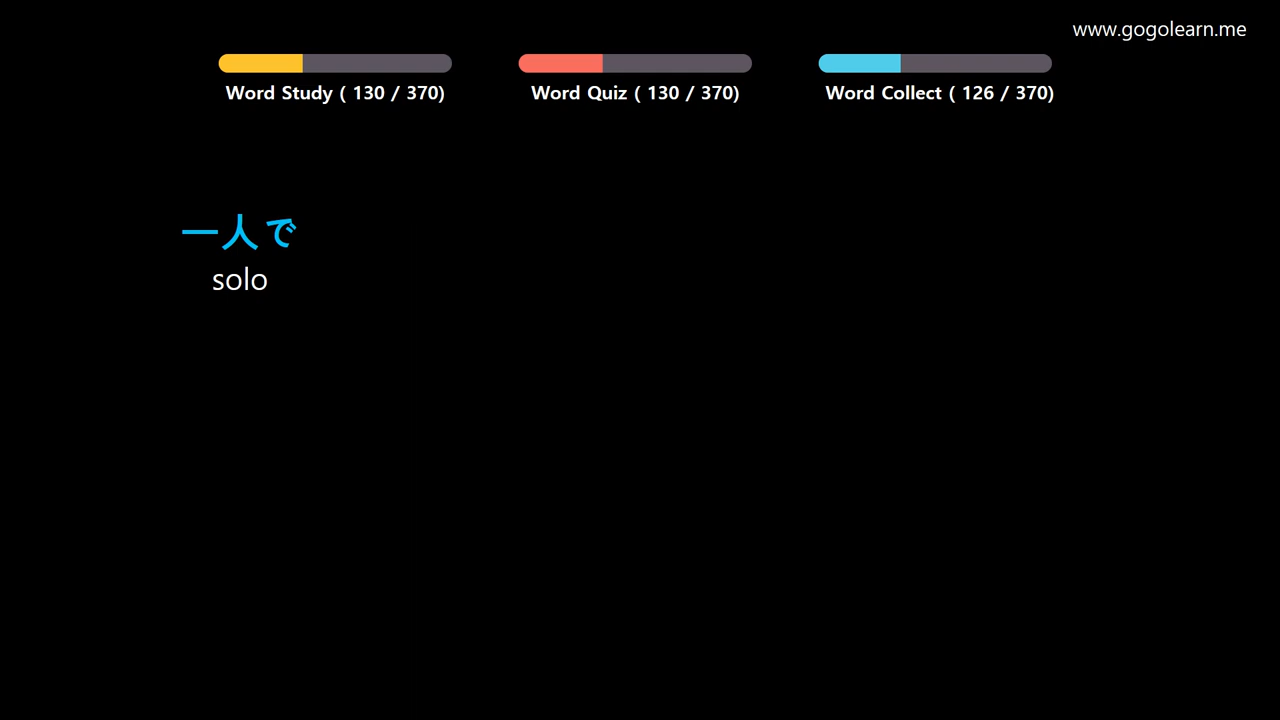 www.gogolearn.me
Word Study ( 130 / 370)
Word Quiz ( 130 / 370)
Word Collect ( 126 / 370)
一人で
solo